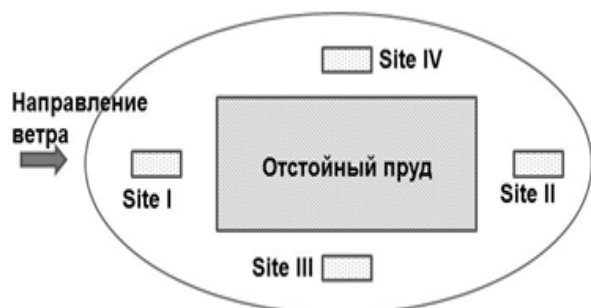 Site IV
Направление
ветра
Отстойный пруд
Site I
Site II
Site III